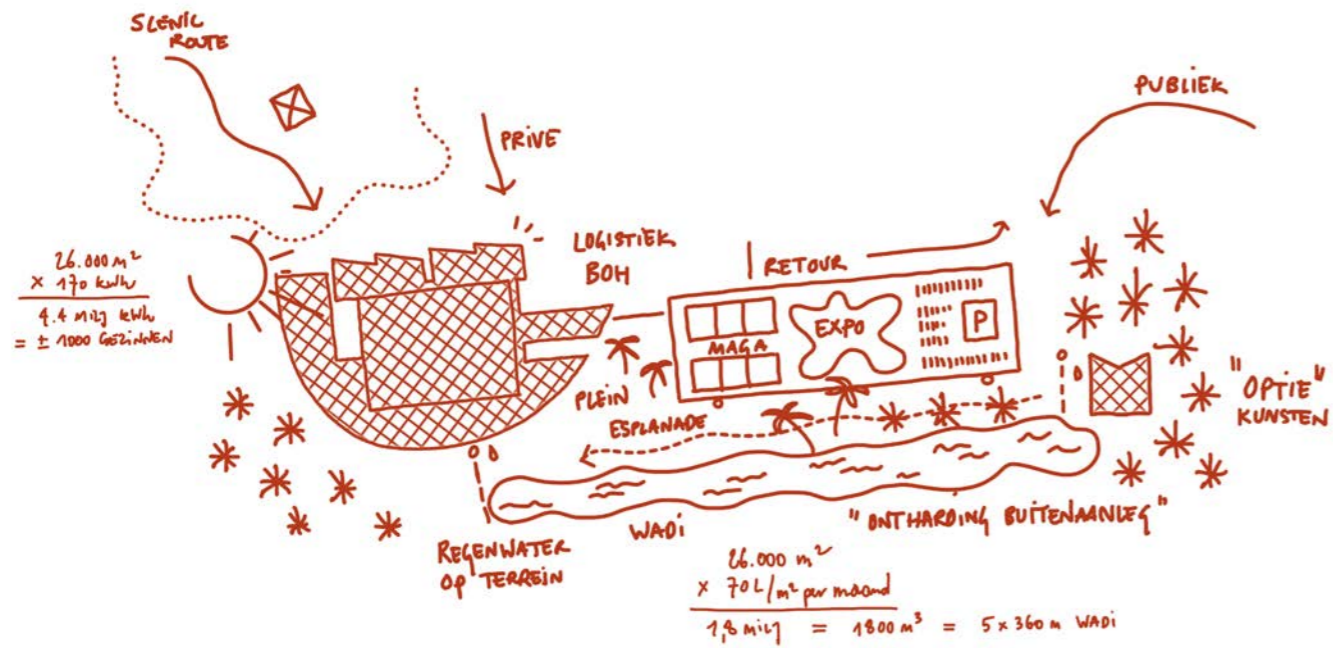 SCENIC
ROUTE
PRIVE
PUBLIEK
26.000 m²
x 170 kwh
4.4 milj kwh
= ± 1000 GEZINNEN
LOGISTIEK
BOH
RETOUR
MAGA
EXPO
P
PLEIN
ESPLANADE
"OPTIE"
KUNSTEN
WADI
"ONTHARDING BUITENAANLEG"
REGENWATER
OP TERREIN
26.000 m²
x 70L/m² per maand
1,8 milj = 1800 m³ = 5 x 360 m WADI